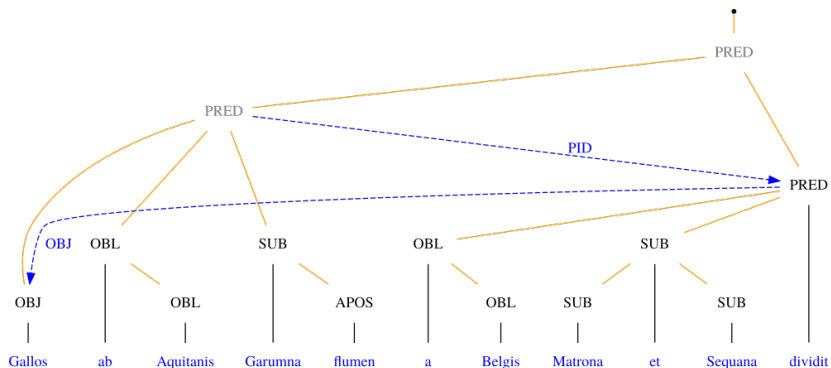 PRED
PRED
PID
PRED
OBJ OBL SUB OBL SUB
OBJ OBL APOS OBL SUB SUB
Gallos ab Aquitanis Garumna flumen a Belgis Matrona et Sequana dividit